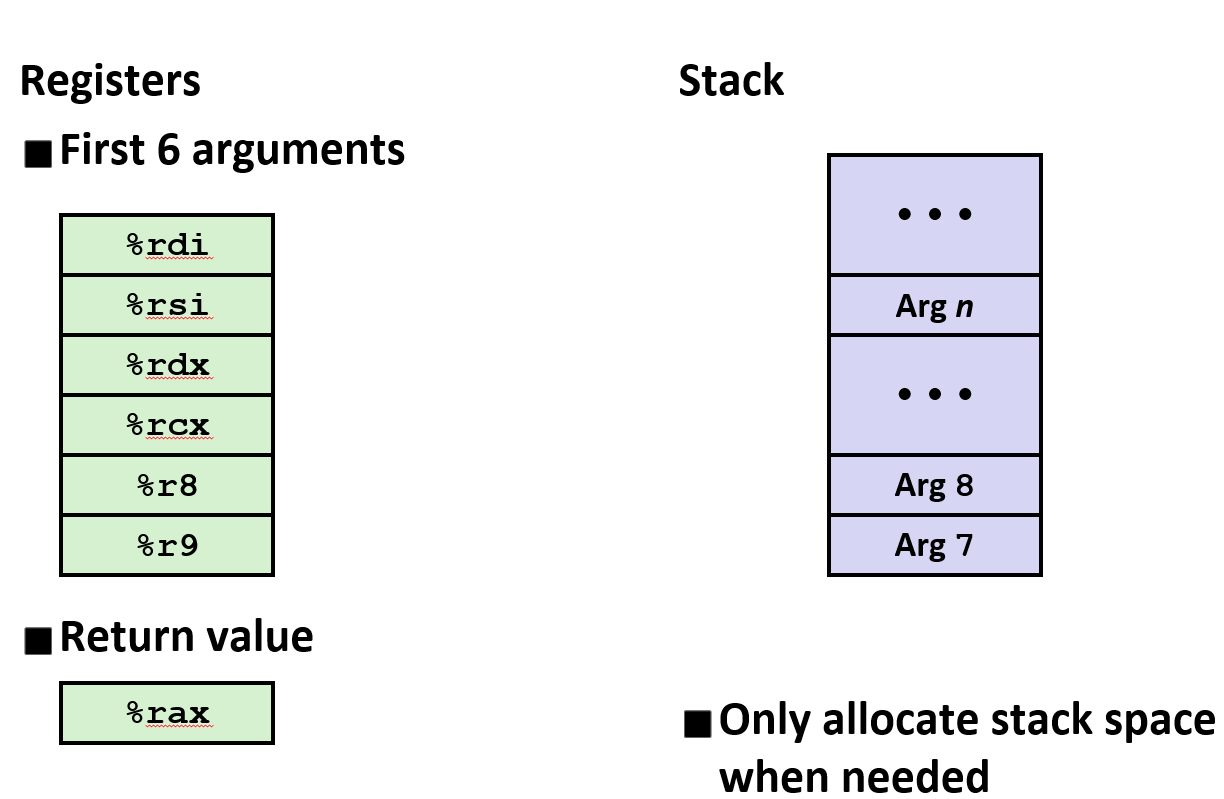 Registers
■ First 6 arguments
%rdi
%rsi
%rdx
%rcx
%r8
%r9
■ Return value
%rax
Stack
• • •
Arg n
• • •
Arg 8
Arg 7
■ Only allocate stack space
when needed